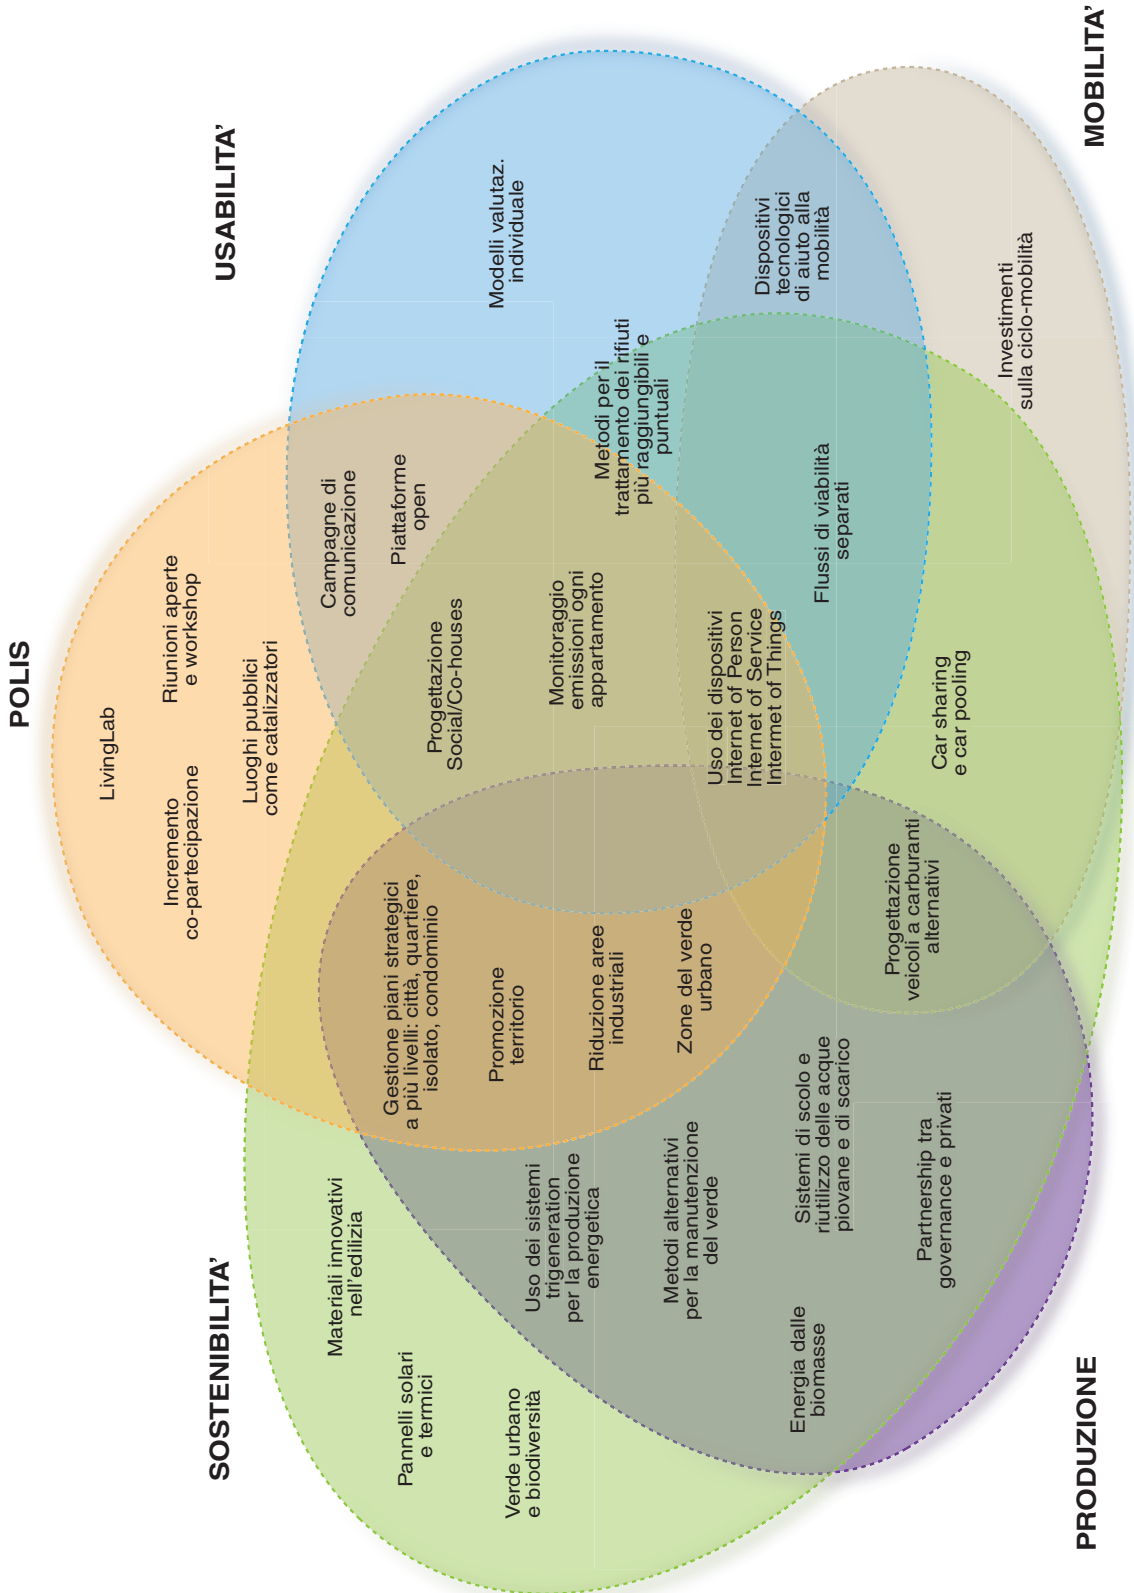 POLIS
SOSTENIBILITA'
USABILITA'
LivingLab
Incremento
co-partecipazione
Riunioni aperte
e workshop
Luoghi pubblici
come catalizzatori
Campagne di
comunicazione
Piattaforme
open
Materiali innovativi
nell'edilizia
Pannelli solari
e termici
Verde urbano
e biodiversità
Gestione piani strategici
a più livelli: città, quartiere,
isolato, condominio
Promozione
territorio
Riduzione aree
industriali
Zone del verde
urbano
Progettazione
Social/Co-houses
Monitoraggio
emissioni ogni
appartamento
Modelli valutaz.
individuale
Metodi per il
trattamento dei rifiuti
più raggiungibili e
puntuali
Uso dei sistemi
trigeneration
per la produzione
energetica
Metodi alternativi
per la manutenzione
del verde
Uso dei dispositivi
Internet of Person
Internet of Service
Intermet of Things
Dispositivi
tecnologici
di aiuto alla
mobilità
Flussi di viabilità
separati
Energia dalle
biomasse
Sistemi di scolo e
riutilizzo delle acque
piovane e di scarico
Partnership tra
governance e privati
Progettazione
veicoli a carburanti
alternativi
Car sharing
e car pooling
Investimenti
sulla ciclo-mobilità
PRODUZIONE
MOBILITA'